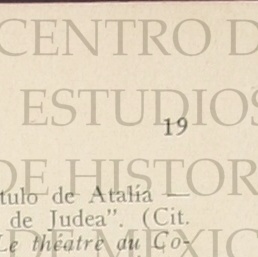 CENTRO D
ESTUDIOS
19
DE HISTOR
tulo de Atalía —
de Judea”. (Cit.
Le théatre au Co-
DE MEXIC